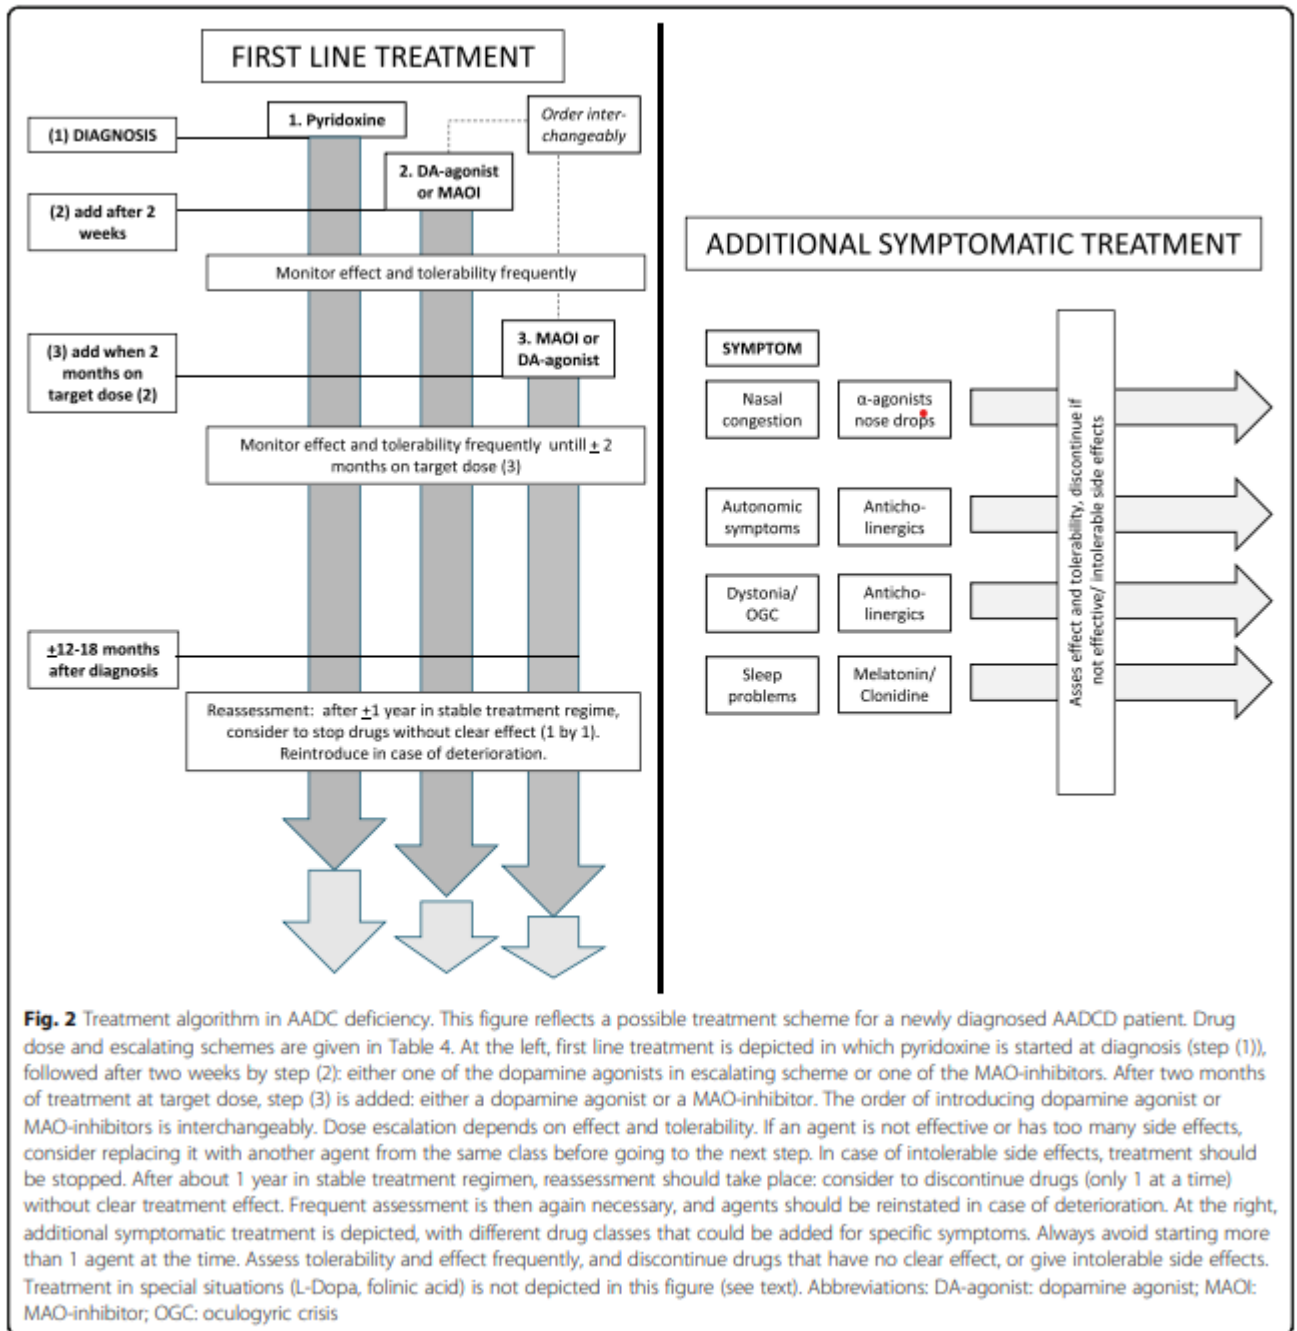 FIRST LINE TREATMENT
(1) DIAGNOSIS
1. Pyridoxine
Order inter-
changeably
2. DA-agonist
or MAOI
(2) add after 2
weeks
Monitor effect and tolerability frequently
3. MAOI or
DA-agonist
(3) add when 2
months on
target dose (2)
Monitor effect and tolerability frequently untill ± 2
months on target dose (3)
±12-18 months
after diagnosis
Reassessment: after ±1 year in stable treatment regime,
consider to stop drugs without clear effect (1 by 1).
Reintroduce in case of deterioration.
ADDITIONAL SYMPTOMATIC TREATMENT
SYMPTOM
Nasal
congestion
α-agonists
nose drops
Autonomic
symptoms
Anticho-
linergics
Dystonia/
OGC
Anticho-
linergics
Sleep
problems
Melatonin/
Clonidine
Asses effect and tolerability, discontinue if
not effective/ intolerable side effects
Fig. 2 Treatment algorithm in AADC deficiency. This figure reflects a possible treatment scheme for a newly diagnosed AADCD patient. Drug
dose and escalating schemes are given in Table 4. At the left, first line treatment is depicted in which pyridoxine is started at diagnosis (step (1)),
followed after two weeks by step (2): either one of the dopamine agonists in escalating scheme or one of the MAO-inhibitors. After two months
of treatment at target dose, step (3) is added: either a dopamine agonist or a MAO-inhibitor. The order of introducing dopamine agonist or
MAO-inhibitors is interchangeably. Dose escalation depends on effect and tolerability. If an agent is not effective or has too many side effects,
consider replacing it with another agent from the same class before going to the next step. In case of intolerable side effects, treatment should
be stopped. After about 1 year in stable treatment regimen, reassessment should take place: consider to discontinue drugs (only 1 at a time)
without clear treatment effect. Frequent assessment is then again necessary, and agents should be reinstated in case of deterioration. At the right,
additional symptomatic treatment is depicted, with different drug classes that could be added for specific symptoms. Always avoid starting more
than 1 agent at the time. Assess tolerability and effect frequently, and discontinue drugs that have no clear effect, or give intolerable side effects.
Treatment in special situations (L-Dopa, folinic acid) is not depicted in this figure (see text). Abbreviations: DA-agonist: dopamine agonist; MAOI:
MAO-inhibitor; OGC: oculogyric crisis